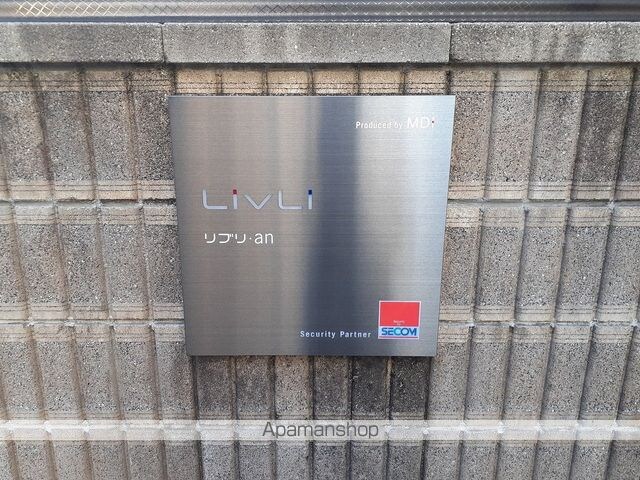 Produced by MDi
LivLi
リブリ・an
Security Partner
SECOM
Apamanshop